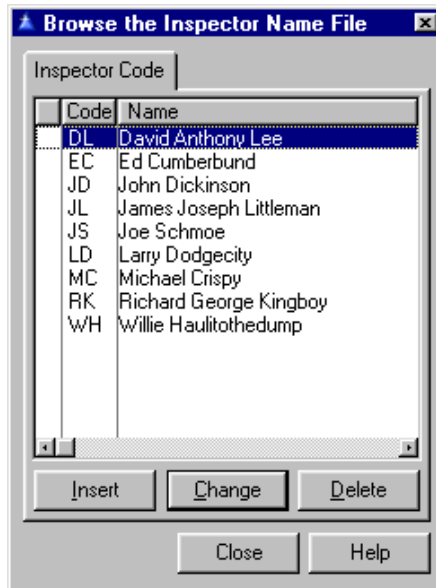 Browse the Inspector Name File
Inspector Code
Code Name
DL David Anthony Lee
EC Ed Cumberbund
JD John Dickinson
JL James Joseph Littleman
JS Joe Schmoe
LD Larry Dodgecity
MC Michael Crispy
RK Richard George Kingboy
WH Willie Haulitothedump
Insert Change Delete
Close Help